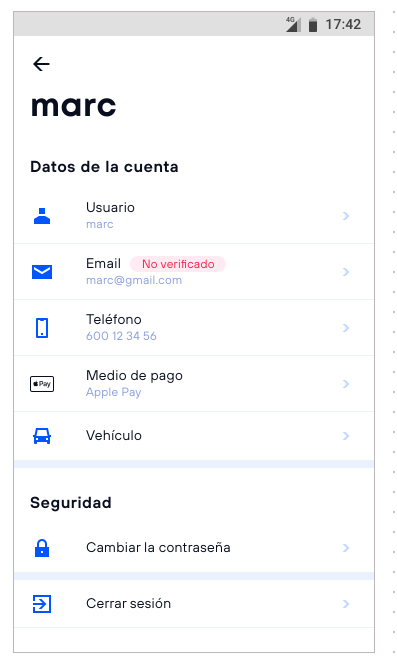 4G 17:42
marc
Datos de la cuenta
Usuario
marc
Email No verificado
marc@gmail.com
Teléfono
600 12 34 56
Pay
Medio de pago
Apple Pay
Vehículo
Seguridad
Cambiar la contraseña
Cerrar sesión